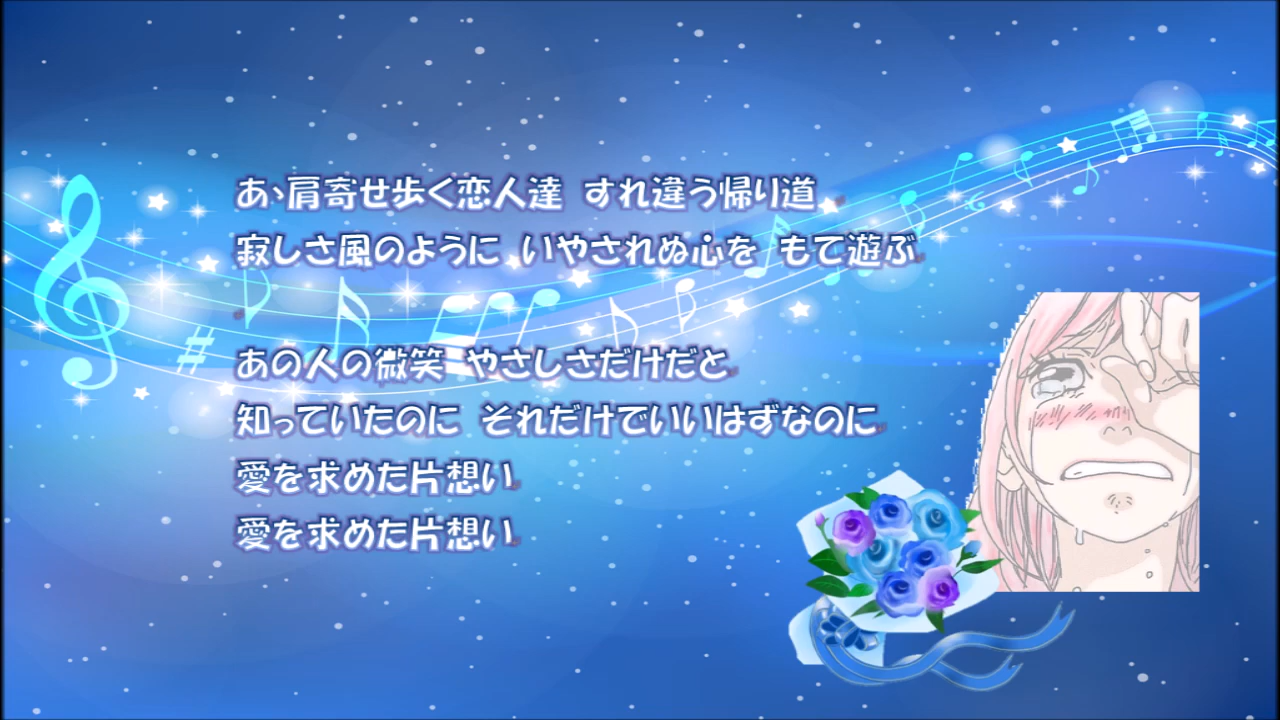 あゝ肩寄せ歩く恋人達 すれ違う帰り道
寂しさ風のように いやされぬ心を もて遊ぶ
あの人の微笑 やさしさだけだと
知っていたのに それだけでいいはずなのに
愛を求めた片想い
愛を求めた片想い